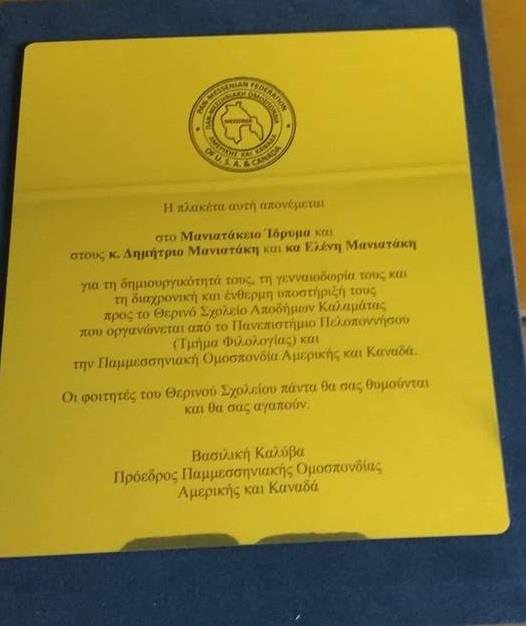 PAN-MESSENIAN FEDERATION
ΠΑΝ-ΜΕΣΣΗΝΙΑΚΗ ΟΜΟΣΠΟΝΔΙΑ
MESSINIA
ΑΜΕΡΙΚΗΣ ΚΑΙ ΚΑΝΑΔΑ
OF U. S. A. & CANADA
Η πλακέτα αυτή απονέμεται
στο Μανιατάκειο Ίδρυμα και
στους κ. Δημήτριο Μανιατάκη και κα Ελένη Μανιατάκη
για τη δημιουργικότητά τους, τη γενναιοδωρία τους και
τη διαχρονική και ένθερμη υποστήριξή τους
προς το Θερινό Σχολείο Αποδήμων Καλαμάτας
που οργανώνεται από το Πανεπιστήμιο Πελοποννήσου
(Τμήμα Φιλολογίας) και
την Παμμεσσηνιακή Ομοσπονδία Αμερικής και Καναδά.
Οι φοιτητές του Θερινού Σχολείου πάντα θα σας θυμούνται
και θα σας αγαπούν.
Βασιλική Καλύβα
Πρόεδρος Παμμεσσηνιακής Ομοσπονδίας
Αμερικής και Καναδά